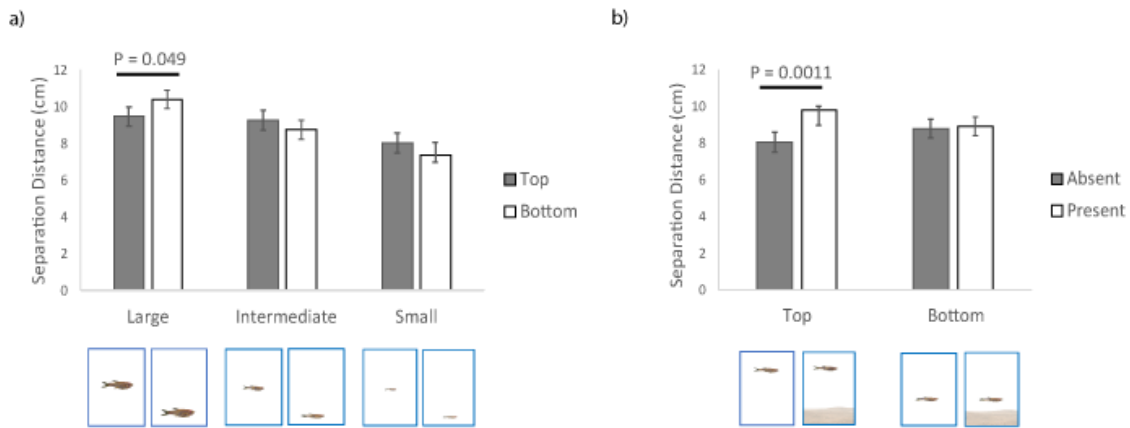 a)
P = 0.049
12
10
8
6
4
2
0
Separation Distance (cm)
Large Intermediate Small
Top
Bottom
b)
P = 0.0011
12
10
8
6
4
2
0
Separation Distance (cm)
Top Bottom
Absent
Present